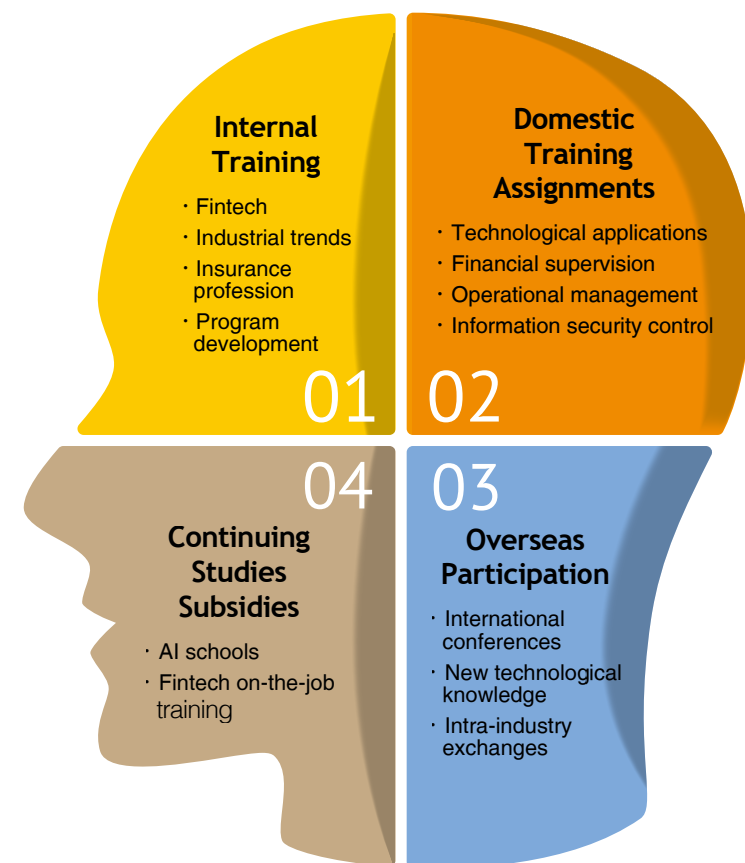 Internal
Training
· Fintech
· Industrial trends
· Insurance
profession
· Program
development
01
Domestic
Training
Assignments
· Technological applications
· Financial supervision
· Operational management
· Information security control
02
03
Overseas
Participation
· International
conferences
· New technological
knowledge
· Intra-industry
exchanges
04
Continuing
Studies
Subsidies
· AI schools
· Fintech on-the-job
training